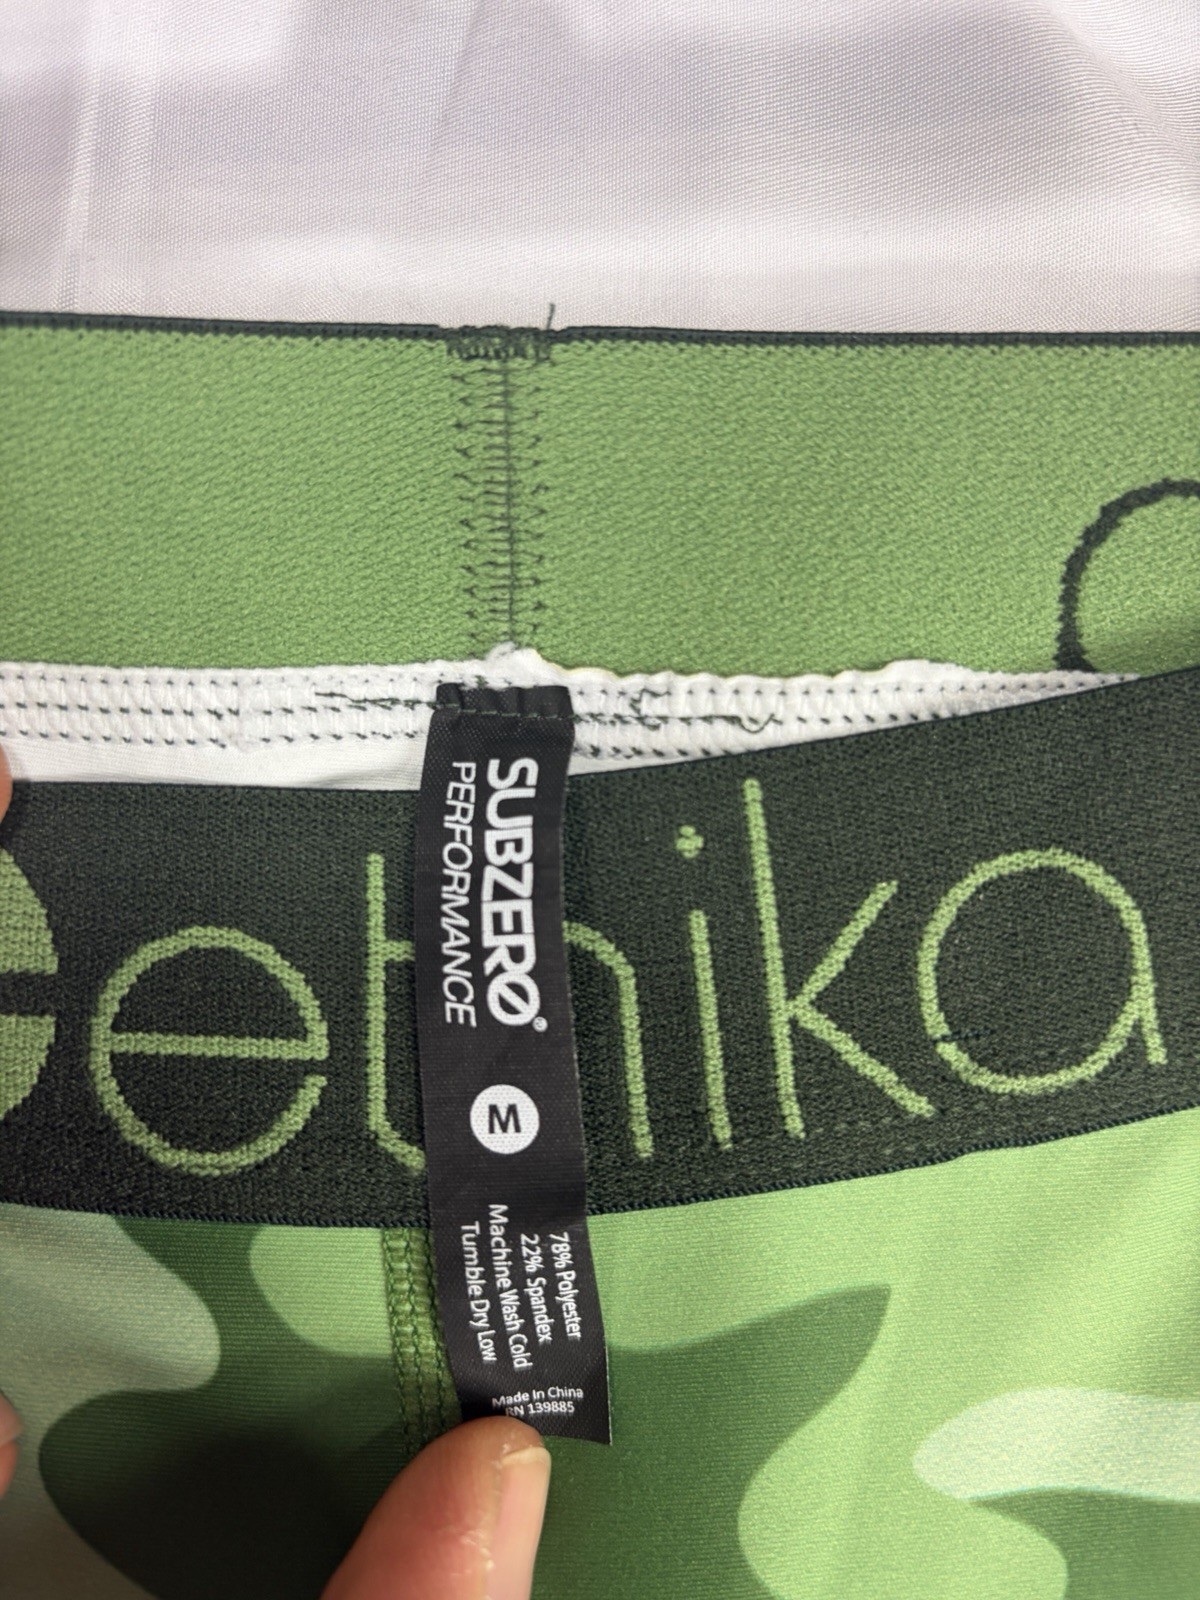 ethika
SUBZERO®
PERFORMANCE
M
78% Polyester
22% Spandex
Machine Wash Cold
Tumble Dry Low
Made In China
RN 139885